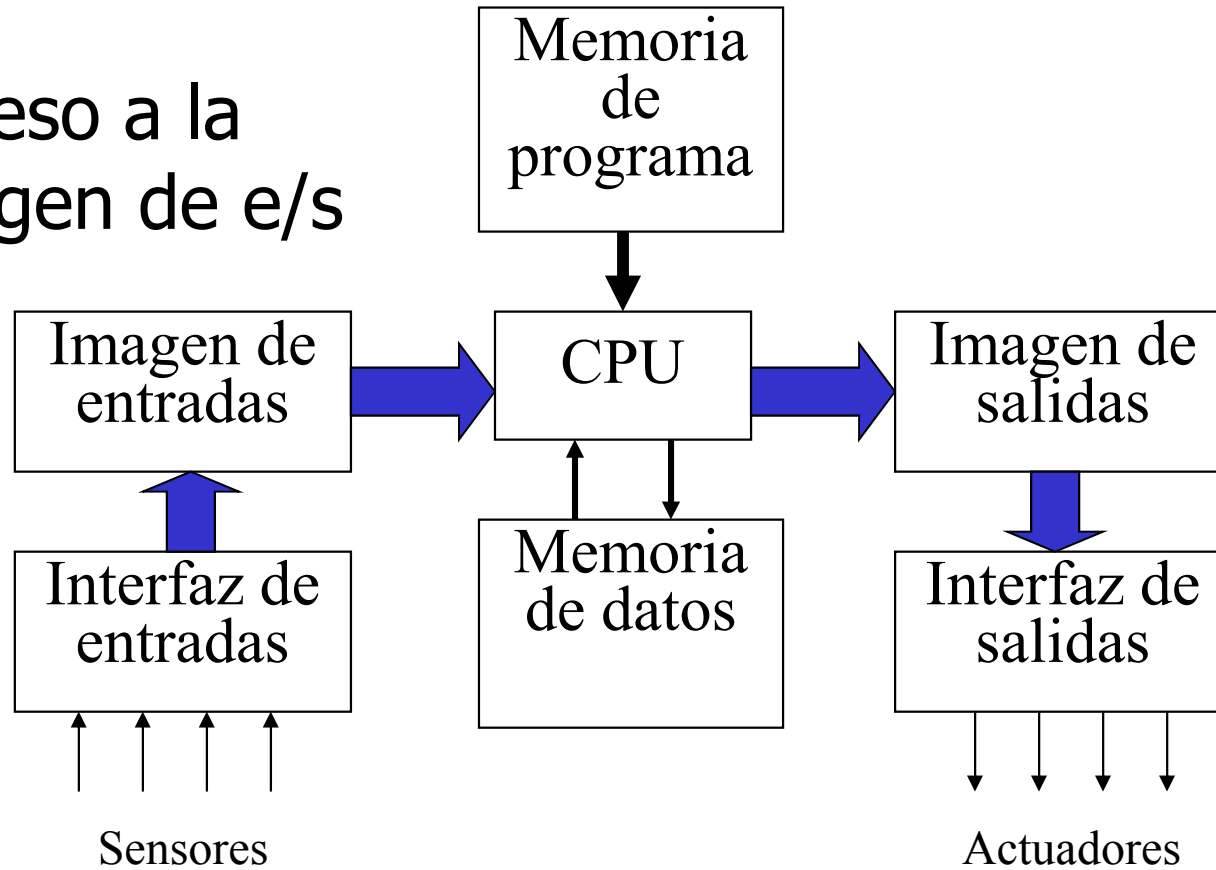 eso a la
gen de e/s
Memoria
de
programa
Imagen de
entradas
CPU
Imagen de
salidas
Interfaz de
entradas
Memoria
de datos
Interfaz de
salidas
Sensores
Actuadores